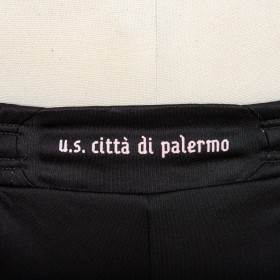 u.s. città di palermo